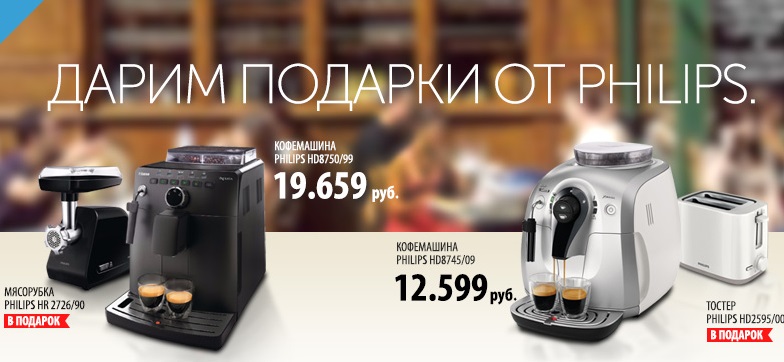 ДАРИМ ПОДАРКИ ОТ PHILIPS.
КОФЕМАШИНА
PHILIPS HD8750/99
19.659 руб.
КОФЕМАШИНА
PHILIPS HD8745/09
12.599 руб.
МЯСОРУБКА
PHILIPS HR 2726/90
В ПОДАРОК
ТОСТЕР
PHILIPS HD2595/00
В ПОДАРОК